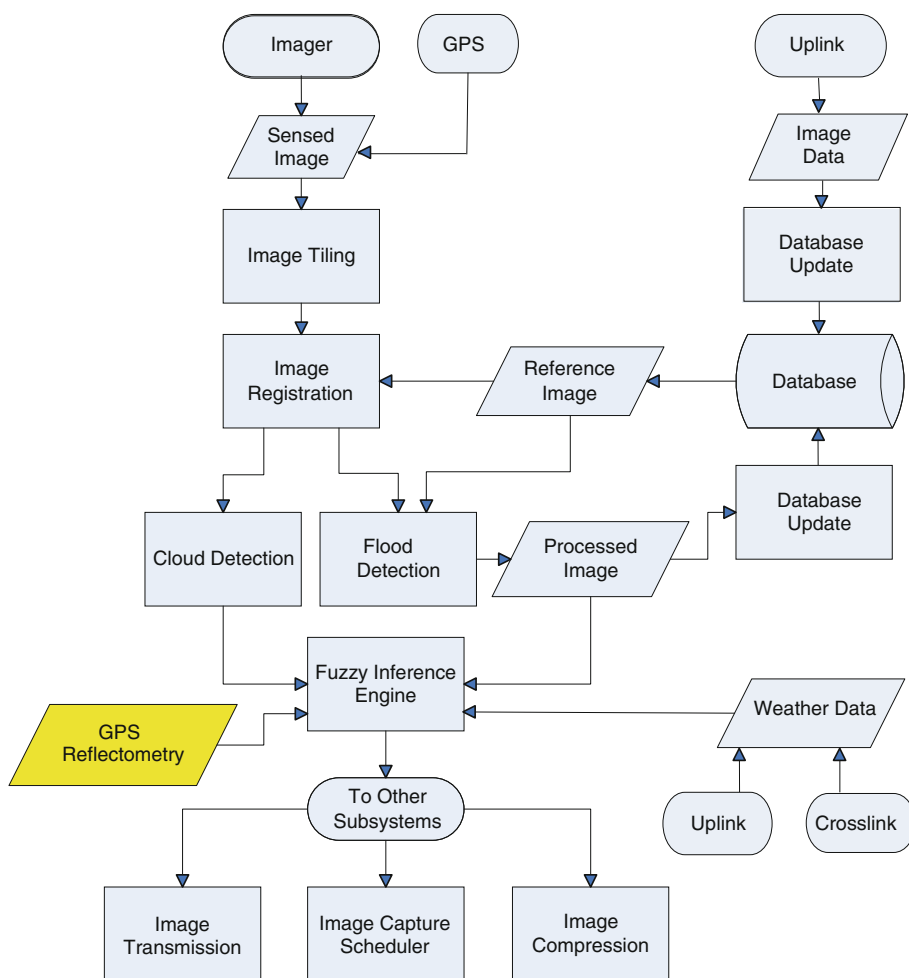 Imager
GPS
Uplink
Sensed
Image
Image
Data
Image Tiling
Database
Update
Image
Registration
Reference
Image
Database
Cloud Detection
Flood
Detection
Processed
Image
Database
Update
Fuzzy Inference
Engine
GPS
Reflectometry
Weather Data
To Other
Subsystems
Uplink
Crosslink
Image
Transmission
Image Capture
Scheduler
Image
Compression